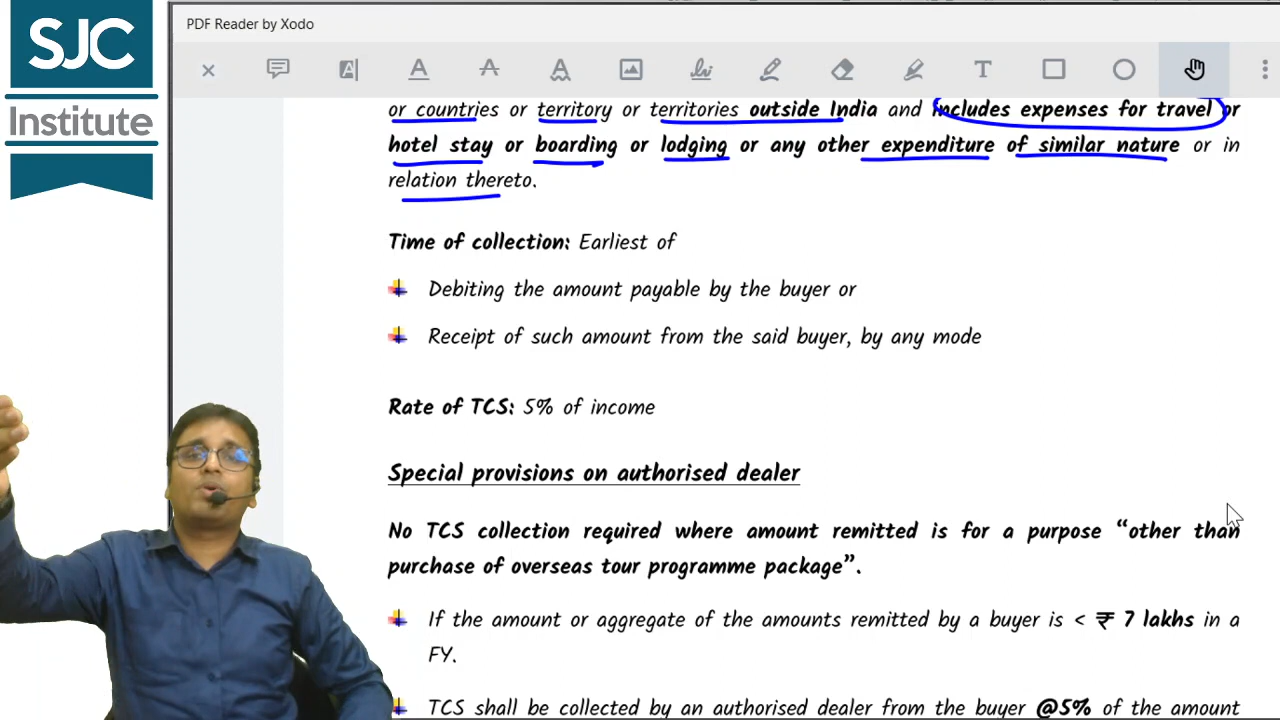 SJC
Institute
PDF Reader by Xodo
or countries or territory or territories outside India and includes expenses for travel or
hotel stay or boarding or lodging or any other expenditure of similar nature or in
relation thereto.
Time of collection: Earliest of
Debiting the amount payable by the buyer or
Receipt of such amount from the said buyer, by any mode
Rate of TCS: 5% of income
Special provisions on authorised dealer
No TCS collection required where amount remitted is for a purpose “other than
purchase of overseas tour programme package”.
If the amount or aggregate of the amounts remitted by a buyer is < ₹ 7 lakhs in a
FY.
TCS shall be collected by an authorised dealer from the buyer @5% of the amount